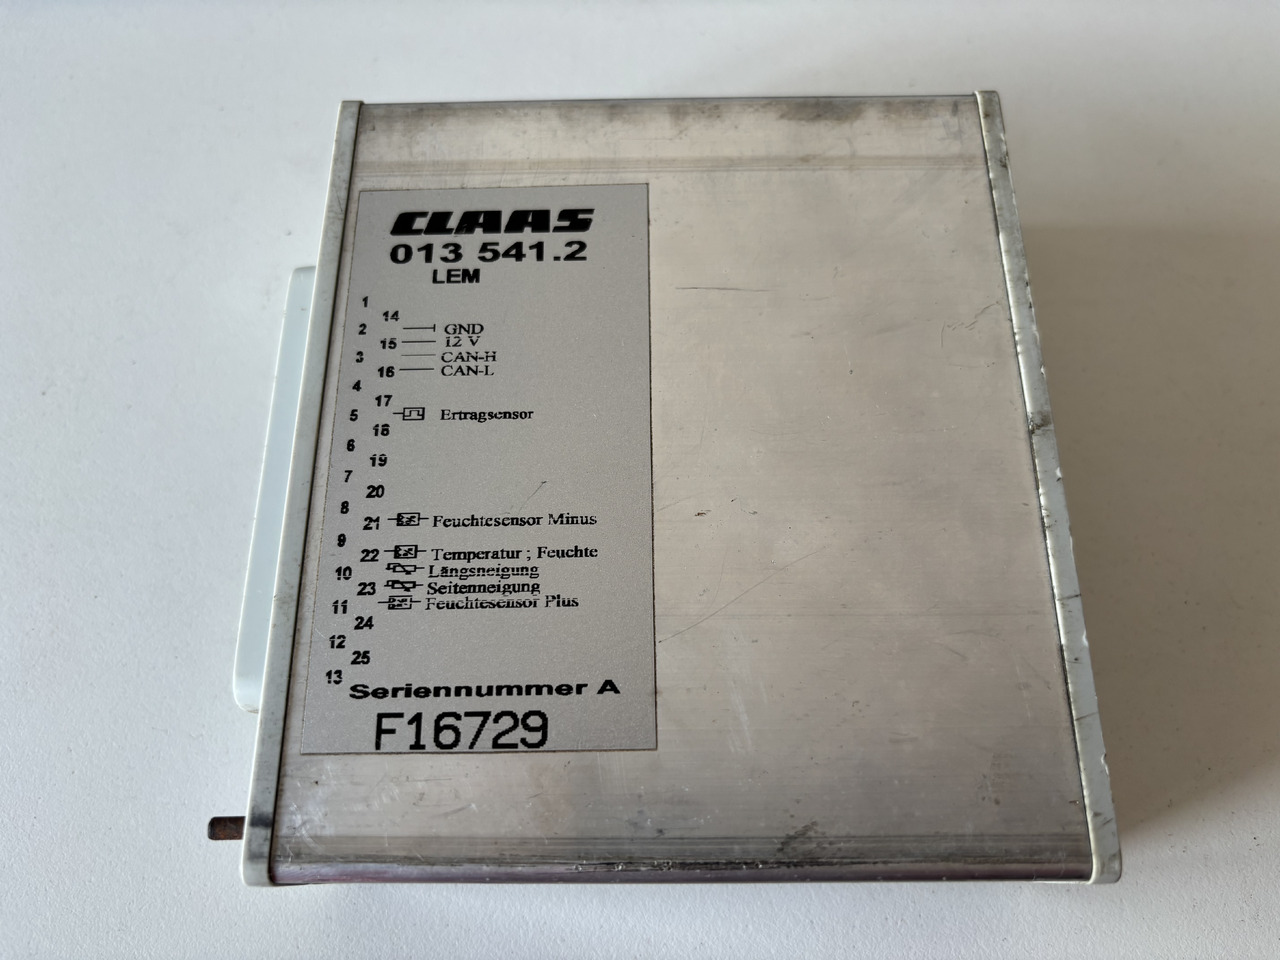 CLAAS
013 541.2
LEM
1
14
2 GND
15 12 V
3 CAN-H
16 CAN-L
4
17
5 Ertragsensor
18
6
19
7
20
8
21 Feuchtesensor Minus
9
22 Temperatur ; Feuchte
10 Längsneigung
23 Seitenneigung
11 Feuchtesensor Plus
24
12
25
13
Seriennummer A
F16729